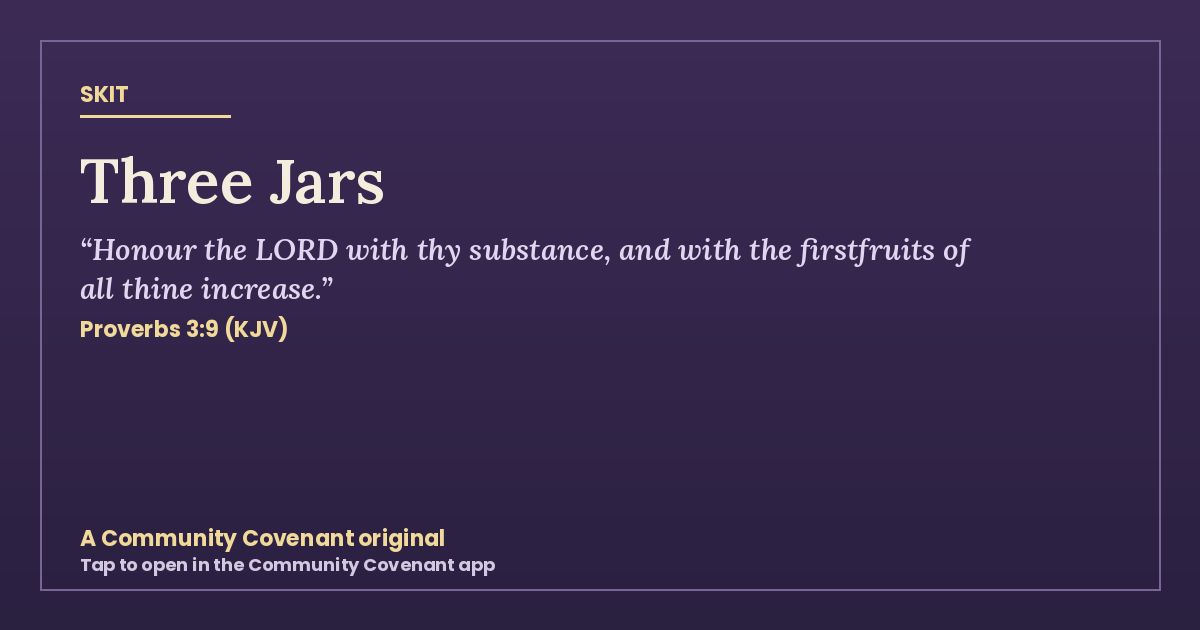 SKIT
Three Jars
“Honour the LORD with thy substance, and with the firstfruits of
all thine increase.”
Proverbs 3:9 (KJV)
A Community Covenant original
Tap to open in the Community Covenant app